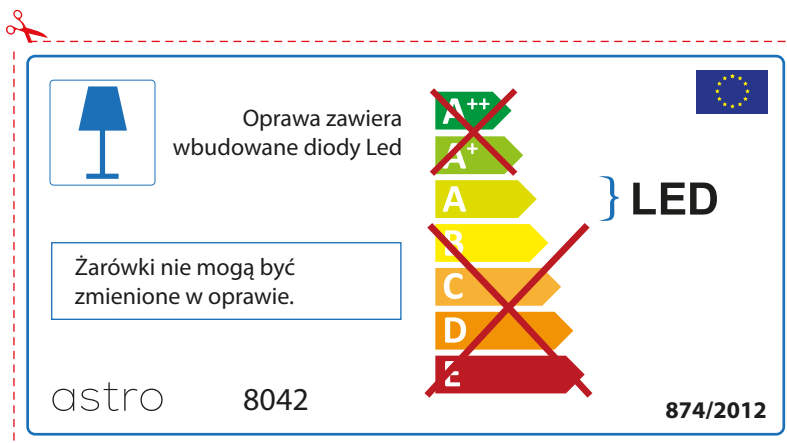 Oprawa zawiera
wbudowane diody Led
Żarówki nie mogą być
zmienione w oprawie.
A++
A+
A
B
C
D
E
LED
astro
8042
874/2012